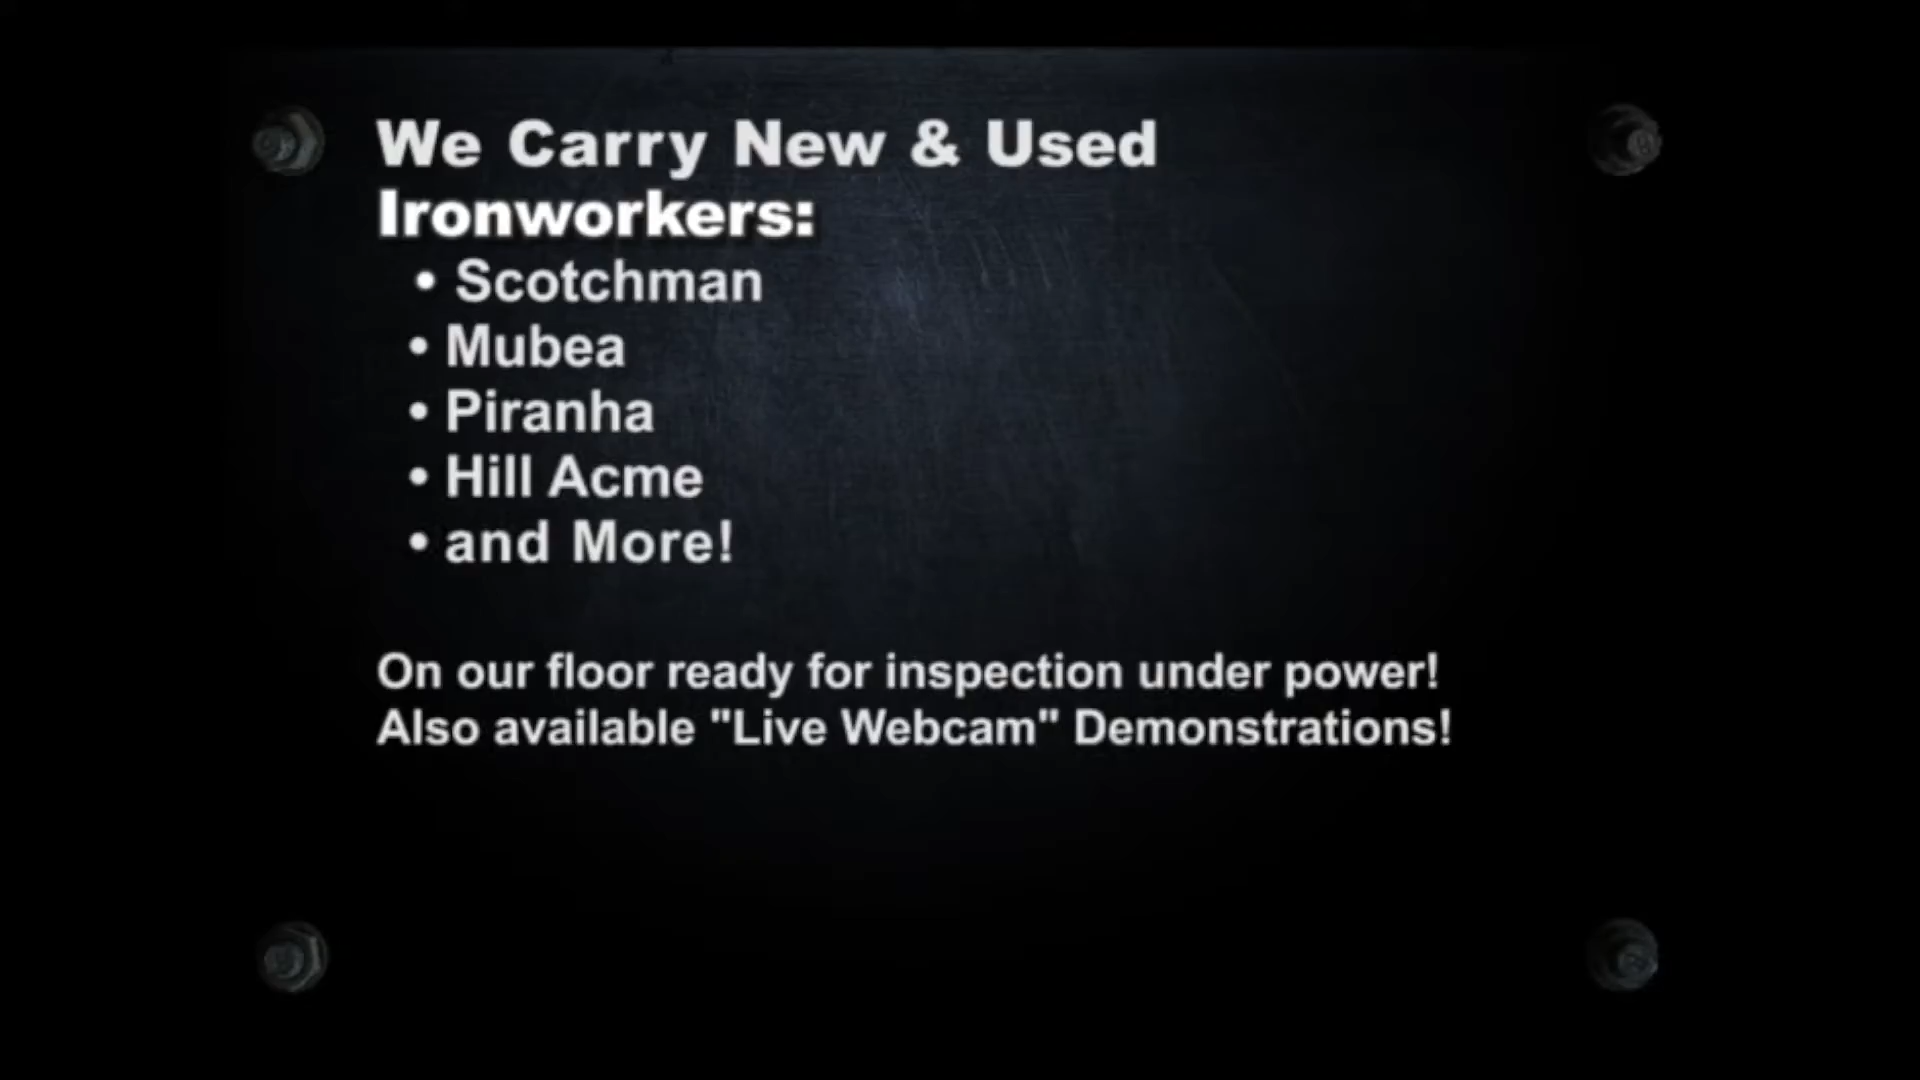 We Carry New & Used
Ironworkers:
• Scotchman
• Mubea
• Piranha
• Hill Acme
• and More!
On our floor ready for inspection under power!
Also available "Live Webcam" Demonstrations!